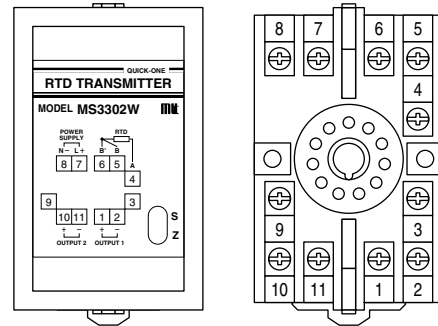 QUICK-ONE
RTD TRANSMITTER
MODEL MS3302W
POWER SUPPLY RTD
N− L+ B' B A
8 7 6 5
4
9 3
10 11 1 2
+ − + −
OUTPUT 2 OUTPUT 1
S
Z
8 7 6 5
4
9 3
10 11 1 2